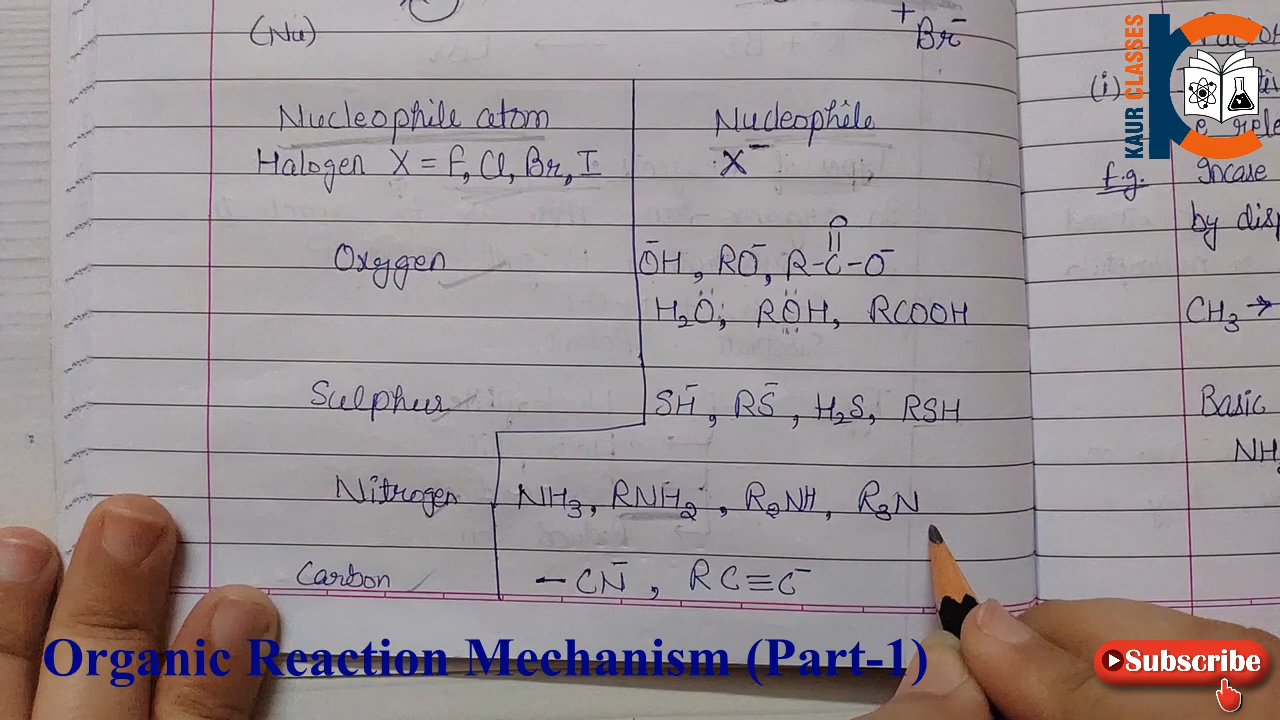 (Nu)
+
Br⁻
Nucleophile atom
Nucleophile
Halogen X = F, Cl, Br, I
X⁻
Oxygen
O
||
ŌH, RO⁻, R-C-O⁻
H₂Ö, RÖH, RCOOH
Sulphur
SH⁻, RS⁻, H₂S, RSH
Nitrogen
NH₃, RNH₂, R₂NH, R₃N
Carbon
-CN⁻, RC≡C⁻
(i)
e.g.
Incase
by disp
CH₃→
Basic
NH
KAUR CLASSES
Organic Reaction Mechanism (Part-1)
Subscribe